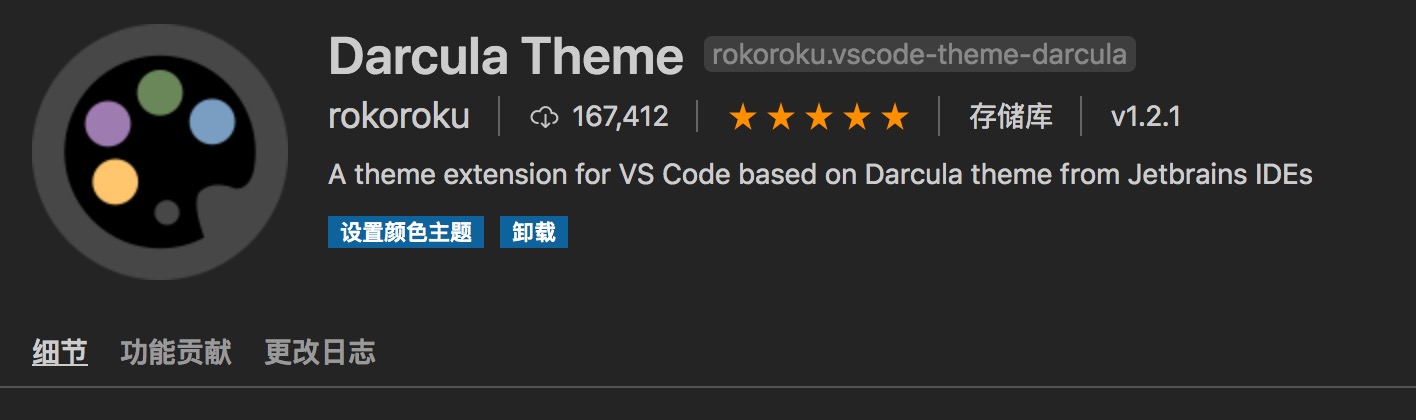 Darcula Theme rokoroku.vscode-theme-darcula
rokoroku 167,412 存储库 v1.2.1
A theme extension for VS Code based on Darcula theme from Jetbrains IDEs
设置颜色主题 卸载
细节 功能贡献 更改日志